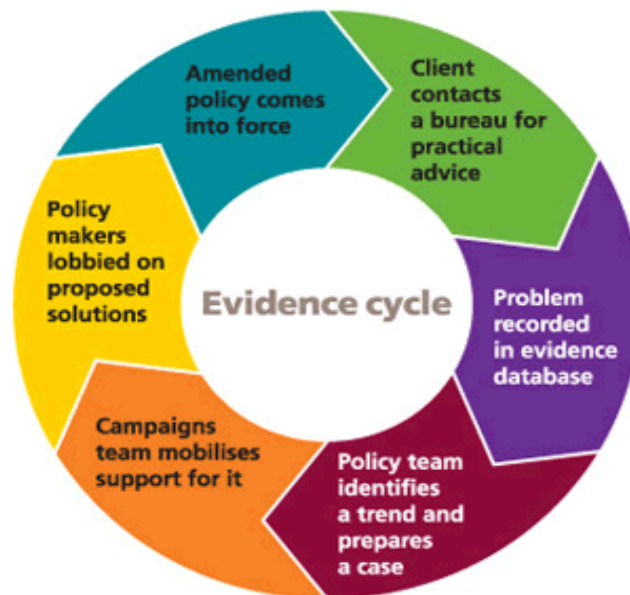 Evidence cycle
Client
contacts
a bureau for
practical
advice
Problem
recorded
in evidence
database
Policy team
identifies
a trend and
prepares
a case
Campaigns
team mobilises
support for it
Policy
makers
lobbied on
proposed
solutions
Amended
policy comes
into force